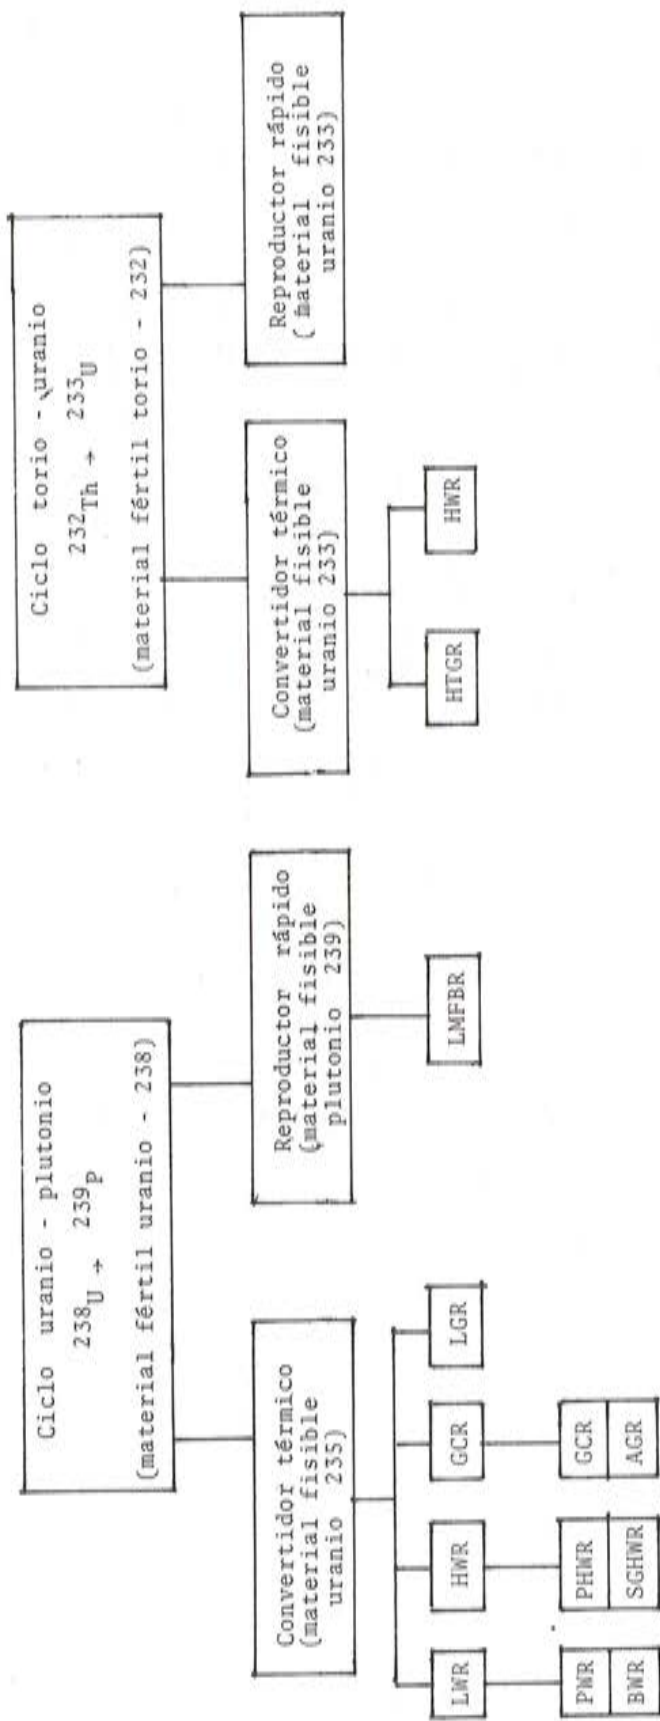 Ciclo uranio - plutonio
238U → 239P
(material fértil uranio - 238)
Convertidor térmico
(material fisible
uranio 235)
LWR
HWR
GCR
LGR
PWR
BWR
PHWR
SGHWR
GCR
AGR
Reproductor rápido
(material fisible
plutonio 239)
LMFBR
Ciclo torio - uranio
232Th → 233U
(material fértil torio - 232)
Convertidor térmico
(material fisible
uranio 233)
HTGR
HWR
Reproductor rápido
( material fisible
uranio 233)